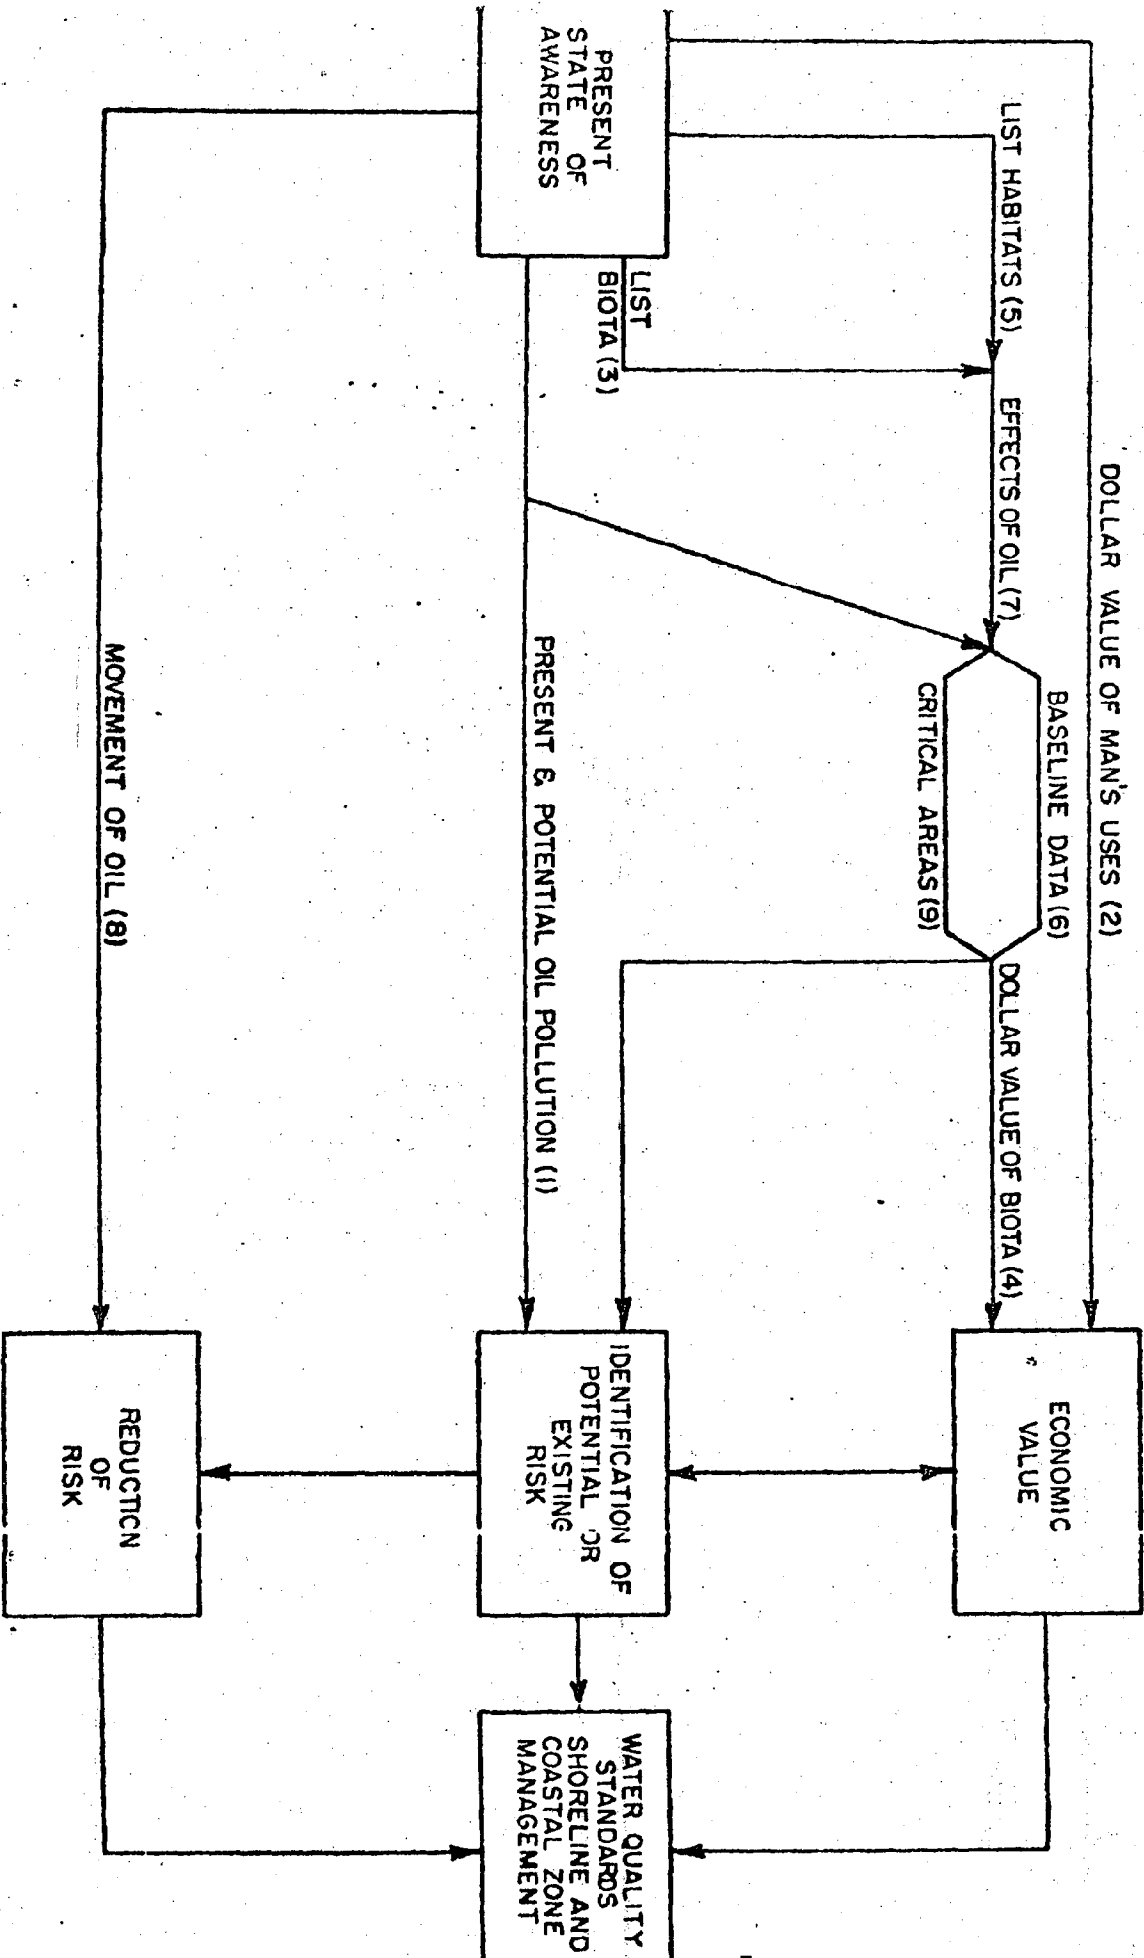 DOLLAR VALUE OF MAN'S USES (2)
LIST HABITATS (5)
EFFECTS OF OIL (7)
BASELINE DATA (6)
CRITICAL AREAS (9)
DOLLAR VALUE OF BIOTA (4)
ECONOMIC
VALUE
PRESENT
STATE OF
AWARENESS
LIST
BIOTA (3)
PRESENT & POTENTIAL OIL POLLUTION (1)
IDENTIFICATION OF
POTENTIAL OR
EXISTING
RISK
WATER QUALITY
STANDARDS
SHORELINE AND
COASTAL ZONE
MANAGEMENT
MOVEMENT OF OIL (8)
REDUCTION
OF
RISK